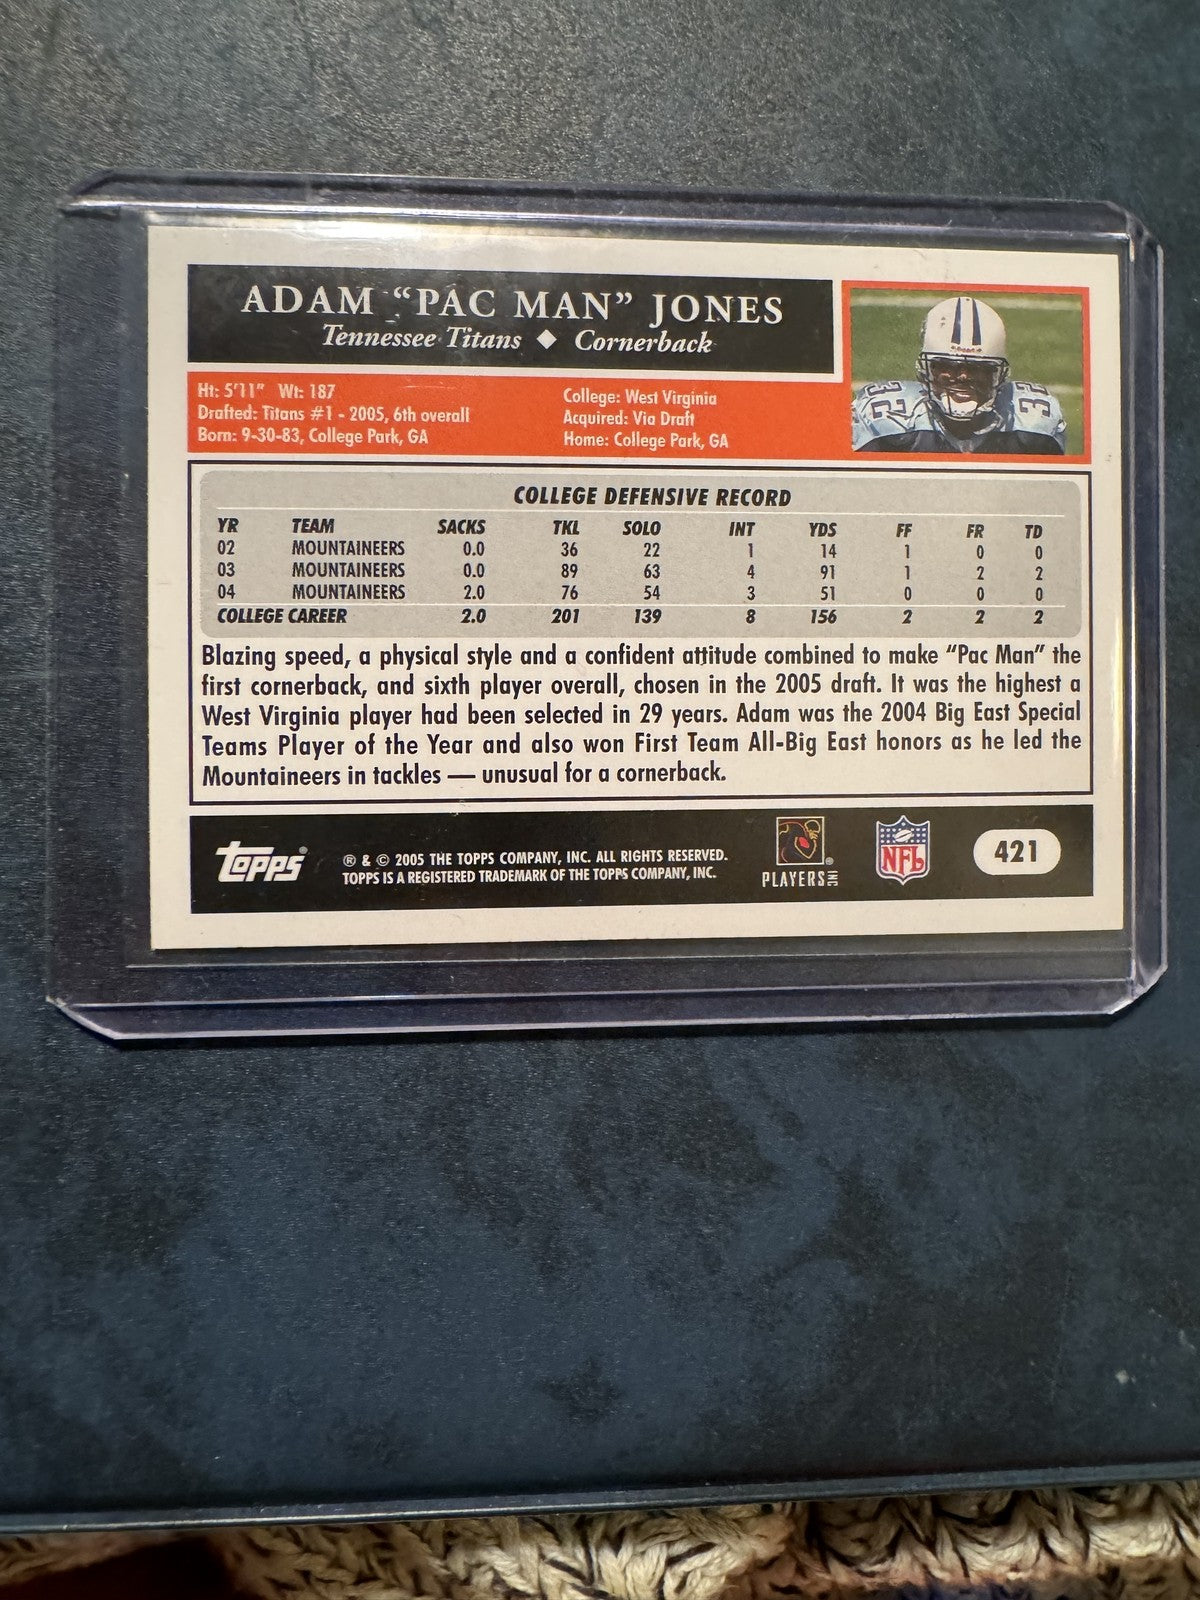 ADAM “PAC MAN” JONES
Tennessee Titans ◆ Cornerback
Ht: 5'11" Wt: 187
Drafted: Titans #1 - 2005, 6th overall
Born: 9-30-83, College Park, GA
College: West Virginia
Acquired: Via Draft
Home: College Park, GA
32 32
COLLEGE DEFENSIVE RECORD
YR TEAM SACKS TKL SOLO INT YDS FF FR TD
02 MOUNTAINEERS 0.0 36 22 1 14 1 0 0
03 MOUNTAINEERS 0.0 89 63 4 91 1 2 2
04 MOUNTAINEERS 2.0 76 54 3 51 0 0 0
COLLEGE CAREER 2.0 201 139 8 156 2 2 2
Blazing speed, a physical style and a confident attitude combined to make “Pac Man” the
first cornerback, and sixth player overall, chosen in the 2005 draft. It was the highest a
West Virginia player had been selected in 29 years. Adam was the 2004 Big East Special
Teams Player of the Year and also won First Team All-Big East honors as he led the
Mountaineers in tackles — unusual for a cornerback.
Topps®
® & © 2005 THE TOPPS COMPANY, INC. ALL RIGHTS RESERVED.
TOPPS IS A REGISTERED TRADEMARK OF THE TOPPS COMPANY, INC.
PLAYERS INC ®
NFL
421